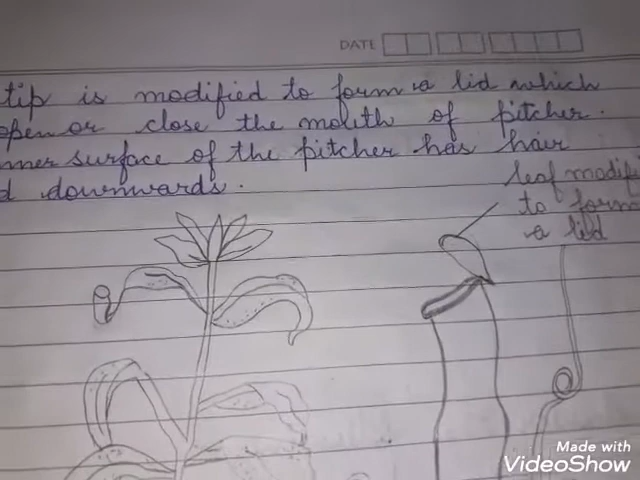 DATE
tip is modified to form a lid which
open or close the mouth of pitcher.
nner surface of the pitcher has hair
d downwards.
leaf modifi
to form
a lid
Made with
VideoShow